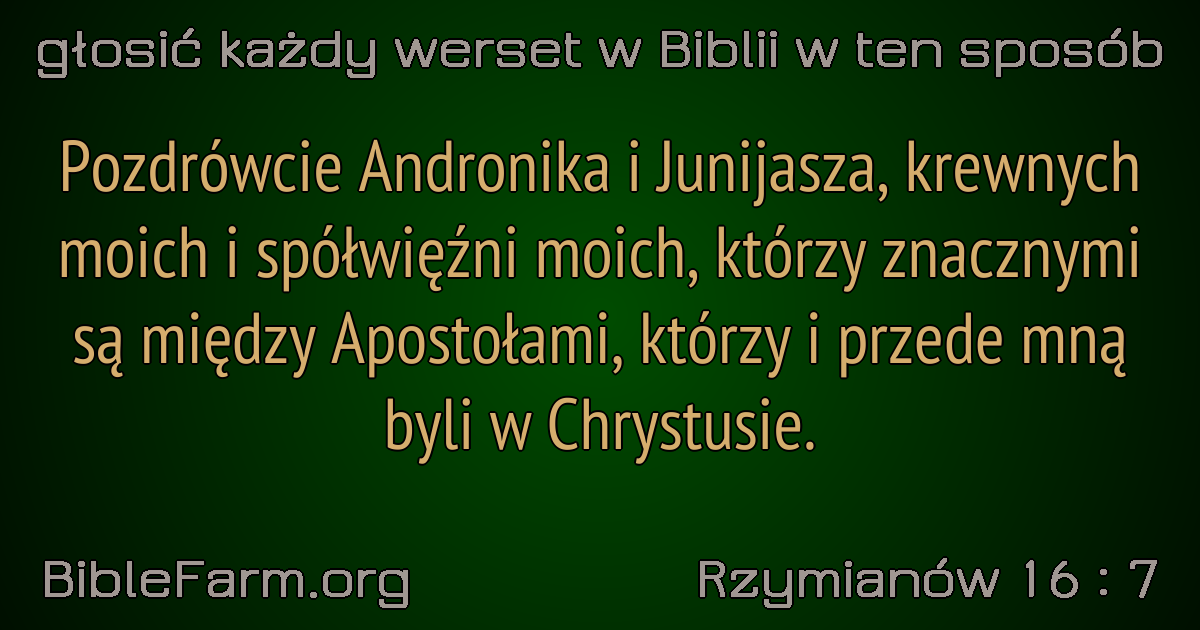 głosić każdy werset w Biblii w ten sposób
Pozdrówcie Andronika i Junijasza, krewnych
moich i spółwięźni moich, którzy znacznymi
są między Apostołami, którzy i przede mną
byli w Chrystusie.
BibleFarm.org
Rzymianów 16 : 7